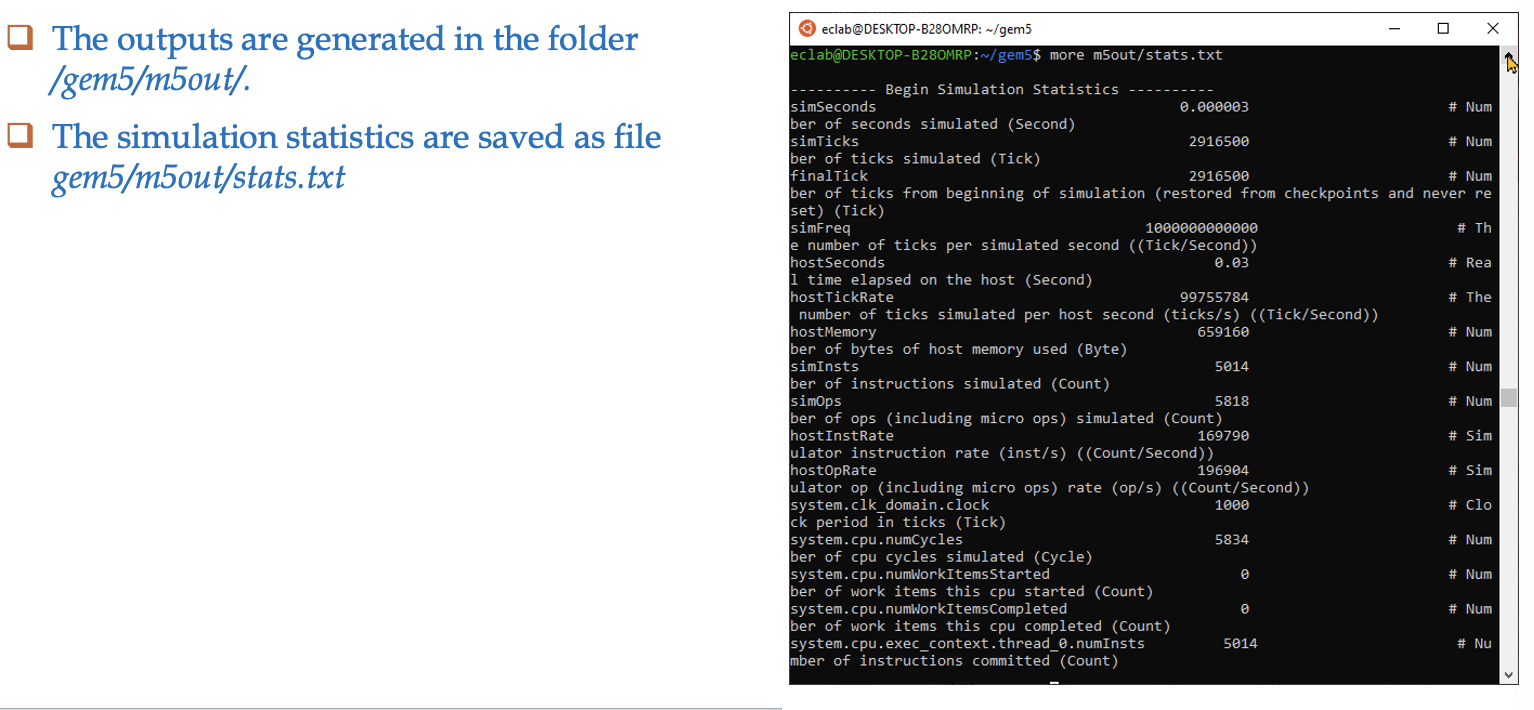 ❑ The outputs are generated in the folder
/gem5/m5out/.
❑ The simulation statistics are saved as file
gem5/m5out/stats.txt
eclab@DESKTOP-B28OMRP: ~/gem5
eclab@DESKTOP-B28OMRP:~/gem5$ more m5out/stats.txt
---------- Begin Simulation Statistics ----------
simSeconds 0.000003 # Num
ber of seconds simulated (Second)
simTicks 2916500 # Num
ber of ticks simulated (Tick)
finalTick 2916500 # Num
ber of ticks from beginning of simulation (restored from checkpoints and never re
set) (Tick)
simFreq 1000000000000 # Th
e number of ticks per simulated second ((Tick/Second))
hostSeconds 0.03 # Rea
l time elapsed on the host (Second)
hostTickRate 99755784 # The
number of ticks simulated per host second (ticks/s) ((Tick/Second))
hostMemory 659160 # Num
ber of bytes of host memory used (Byte)
simInsts 5014 # Num
ber of instructions simulated (Count)
simOps 5818 # Num
ber of ops (including micro ops) simulated (Count)
hostInstRate 169790 # Sim
ulator instruction rate (inst/s) ((Count/Second))
hostOpRate 196904 # Sim
ulator op (including micro ops) rate (op/s) ((Count/Second))
system.clk_domain.clock 1000 # Clo
ck period in ticks (Tick)
system.cpu.numCycles 5834 # Num
ber of cpu cycles simulated (Cycle)
system.cpu.numWorkItemsStarted 0 # Num
ber of work items this cpu started (Count)
system.cpu.numWorkItemsCompleted 0 # Num
ber of work items this cpu completed (Count)
system.cpu.exec_context.thread_0.numInsts 5014 # Nu
mber of instructions committed (Count)